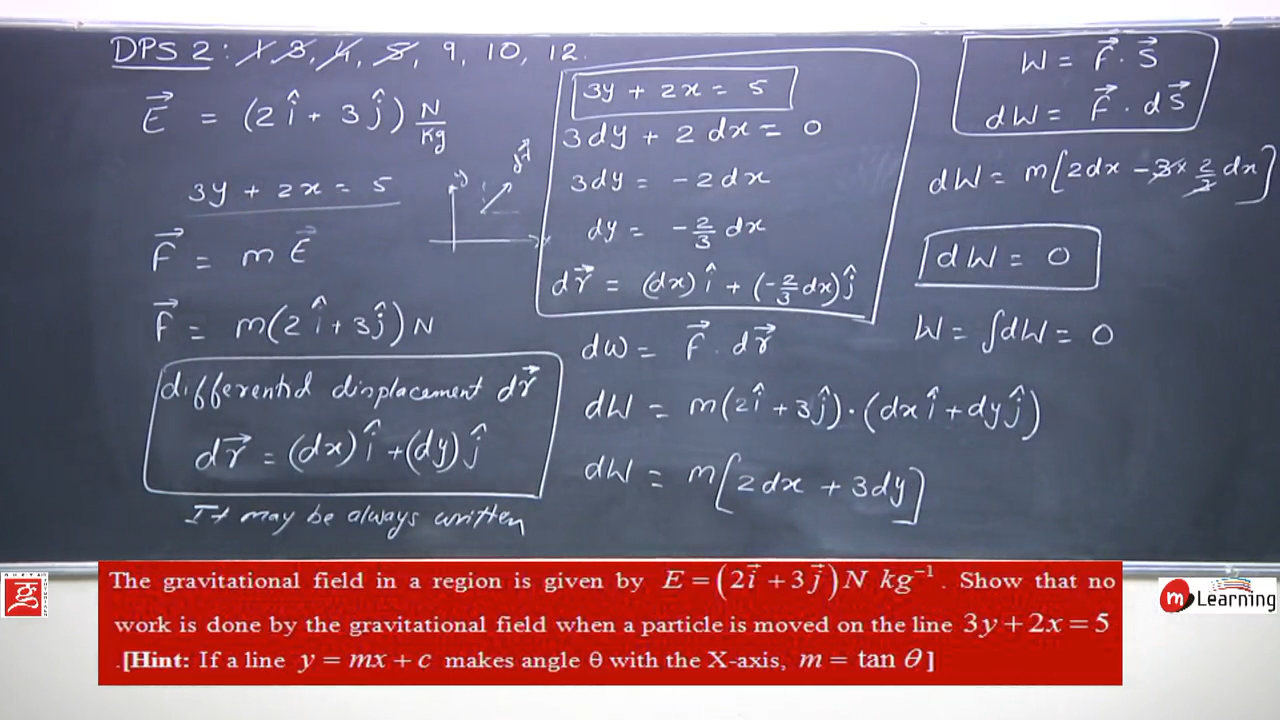 DPS 2 : 1, 3, 4, 5, 9, 10, 12.
E⃗ = (2î + 3ĵ) N/Kg
3y + 2x = 5
F⃗ = m E⃗
F⃗ = m(2î + 3ĵ) N
differential displacement dr⃗
dr⃗ = (dx)î + (dy)ĵ
It may be always written
dr⃗
3y + 2x = 5
3dy + 2dx = 0
3dy = -2dx
dy = -2/3 dx
dr⃗ = (dx)î + (-2/3 dx)ĵ
dw = F⃗ . dr⃗
dW = m(2î + 3ĵ)·(dxî + dyĵ)
dW = m[2dx + 3dy]
W = F⃗ . S⃗
dW = F⃗ . dS⃗
dW = m[2dx - 3x 2/3 dx]
dW = 0
W = ∫dW = 0
The gravitational field in a region is given by E = (2i⃗ + 3j⃗) N kg⁻¹ . Show that no
work is done by the gravitational field when a particle is moved on the line 3y+2x=5
.[Hint: If a line y = mx + c makes angle θ with the X-axis, m = tan θ ]
m Learning